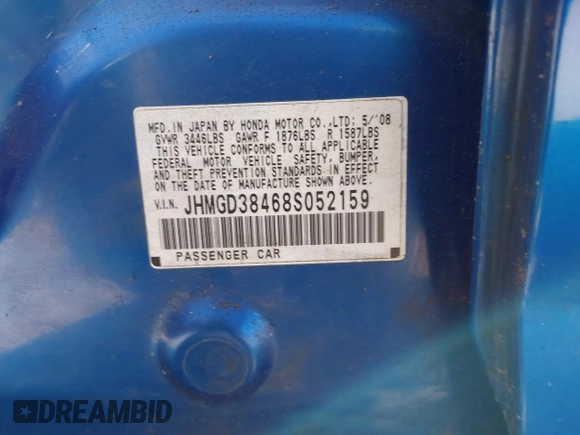 MFD.IN JAPAN BY HONDA MOTOR CO.,LTD; 5/'08
GVWR 3446LBS GAWR F 1876LBS R 1587LBS
THIS VEHICLE CONFORMS TO ALL APPLICABLE
FEDERAL MOTOR VEHICLE SAFETY, BUMPER,
AND THEFT PREVENTION STANDARDS IN EFFECT
ON THE DATE OF MANUFACTURE SHOWN ABOVE.
V.I.N. JHMGD38468S052159
PASSENGER CAR
DREAMBID